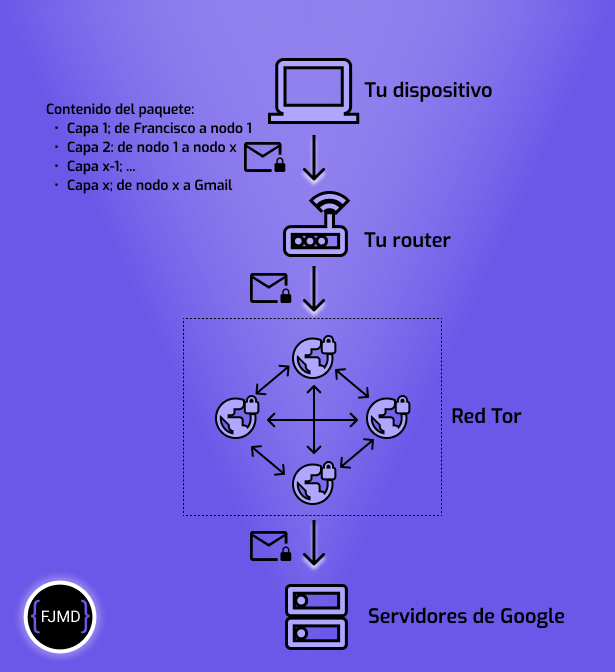 Tu dispositivo
Contenido del paquete:
· Capa 1; de Francisco a nodo 1
· Capa 2: de nodo 1 a nodo x
· Capa x-1; ...
· Capa x; de nodo x a Gmail
Tu router
Red Tor
Servidores de Google
{FJMD}